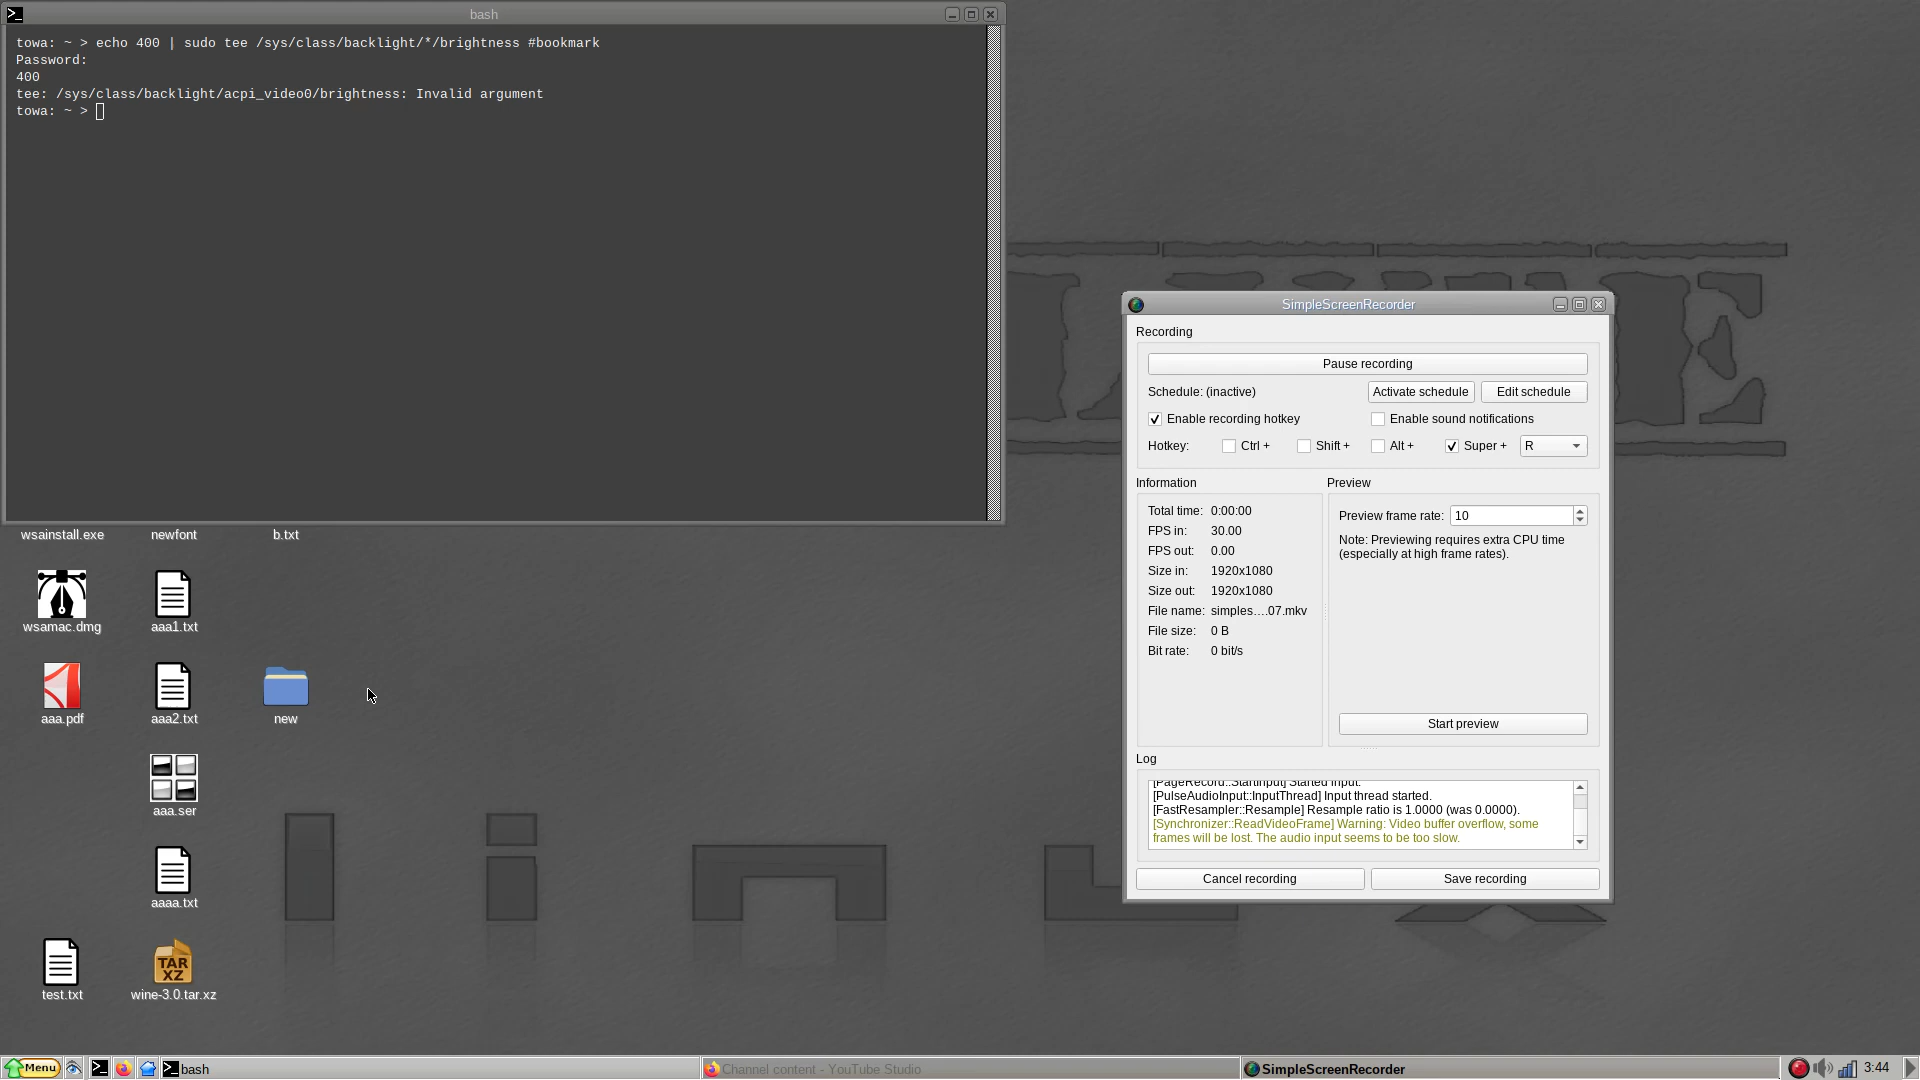 bash
towa: ~ > echo 400 | sudo tee /sys/class/backlight/*/brightness #bookmark
Password:
400
tee: /sys/class/backlight/acpi_video0/brightness: Invalid argument
towa: ~ >
wsainstall.exe
newfont
b.txt
wsamac.dmg
aaa1.txt
aaa.pdf
aaa2.txt
new
aaa.ser
aaaa.txt
test.txt
TAR
XZ
wine-3.0.tar.xz
SimpleScreenRecorder
Recording
Pause recording
Schedule: (inactive)
Activate schedule
Edit schedule
Enable recording hotkey
Enable sound notifications
Hotkey:
Ctrl +
Shift +
Alt +
Super +
R
Information
Total time: 0:00:00
FPS in: 30.00
FPS out: 0.00
Size in: 1920x1080
Size out: 1920x1080
File name: simples....07.mkv
File size: 0 B
Bit rate: 0 bit/s
Preview
Preview frame rate: 10
Note: Previewing requires extra CPU time
(especially at high frame rates).
Start preview
Log
[PageRecord::StartInput] Started input.
[PulseAudioInput::InputThread] Input thread started.
[FastResampler::Resample] Resample ratio is 1.0000 (was 0.0000).
[Synchronizer::ReadVideoFrame] Warning: Video buffer overflow, some
frames will be lost. The audio input seems to be too slow.
Cancel recording
Save recording
Menu
bash
Channel content - YouTube Studio
SimpleScreenRecorder
3:44